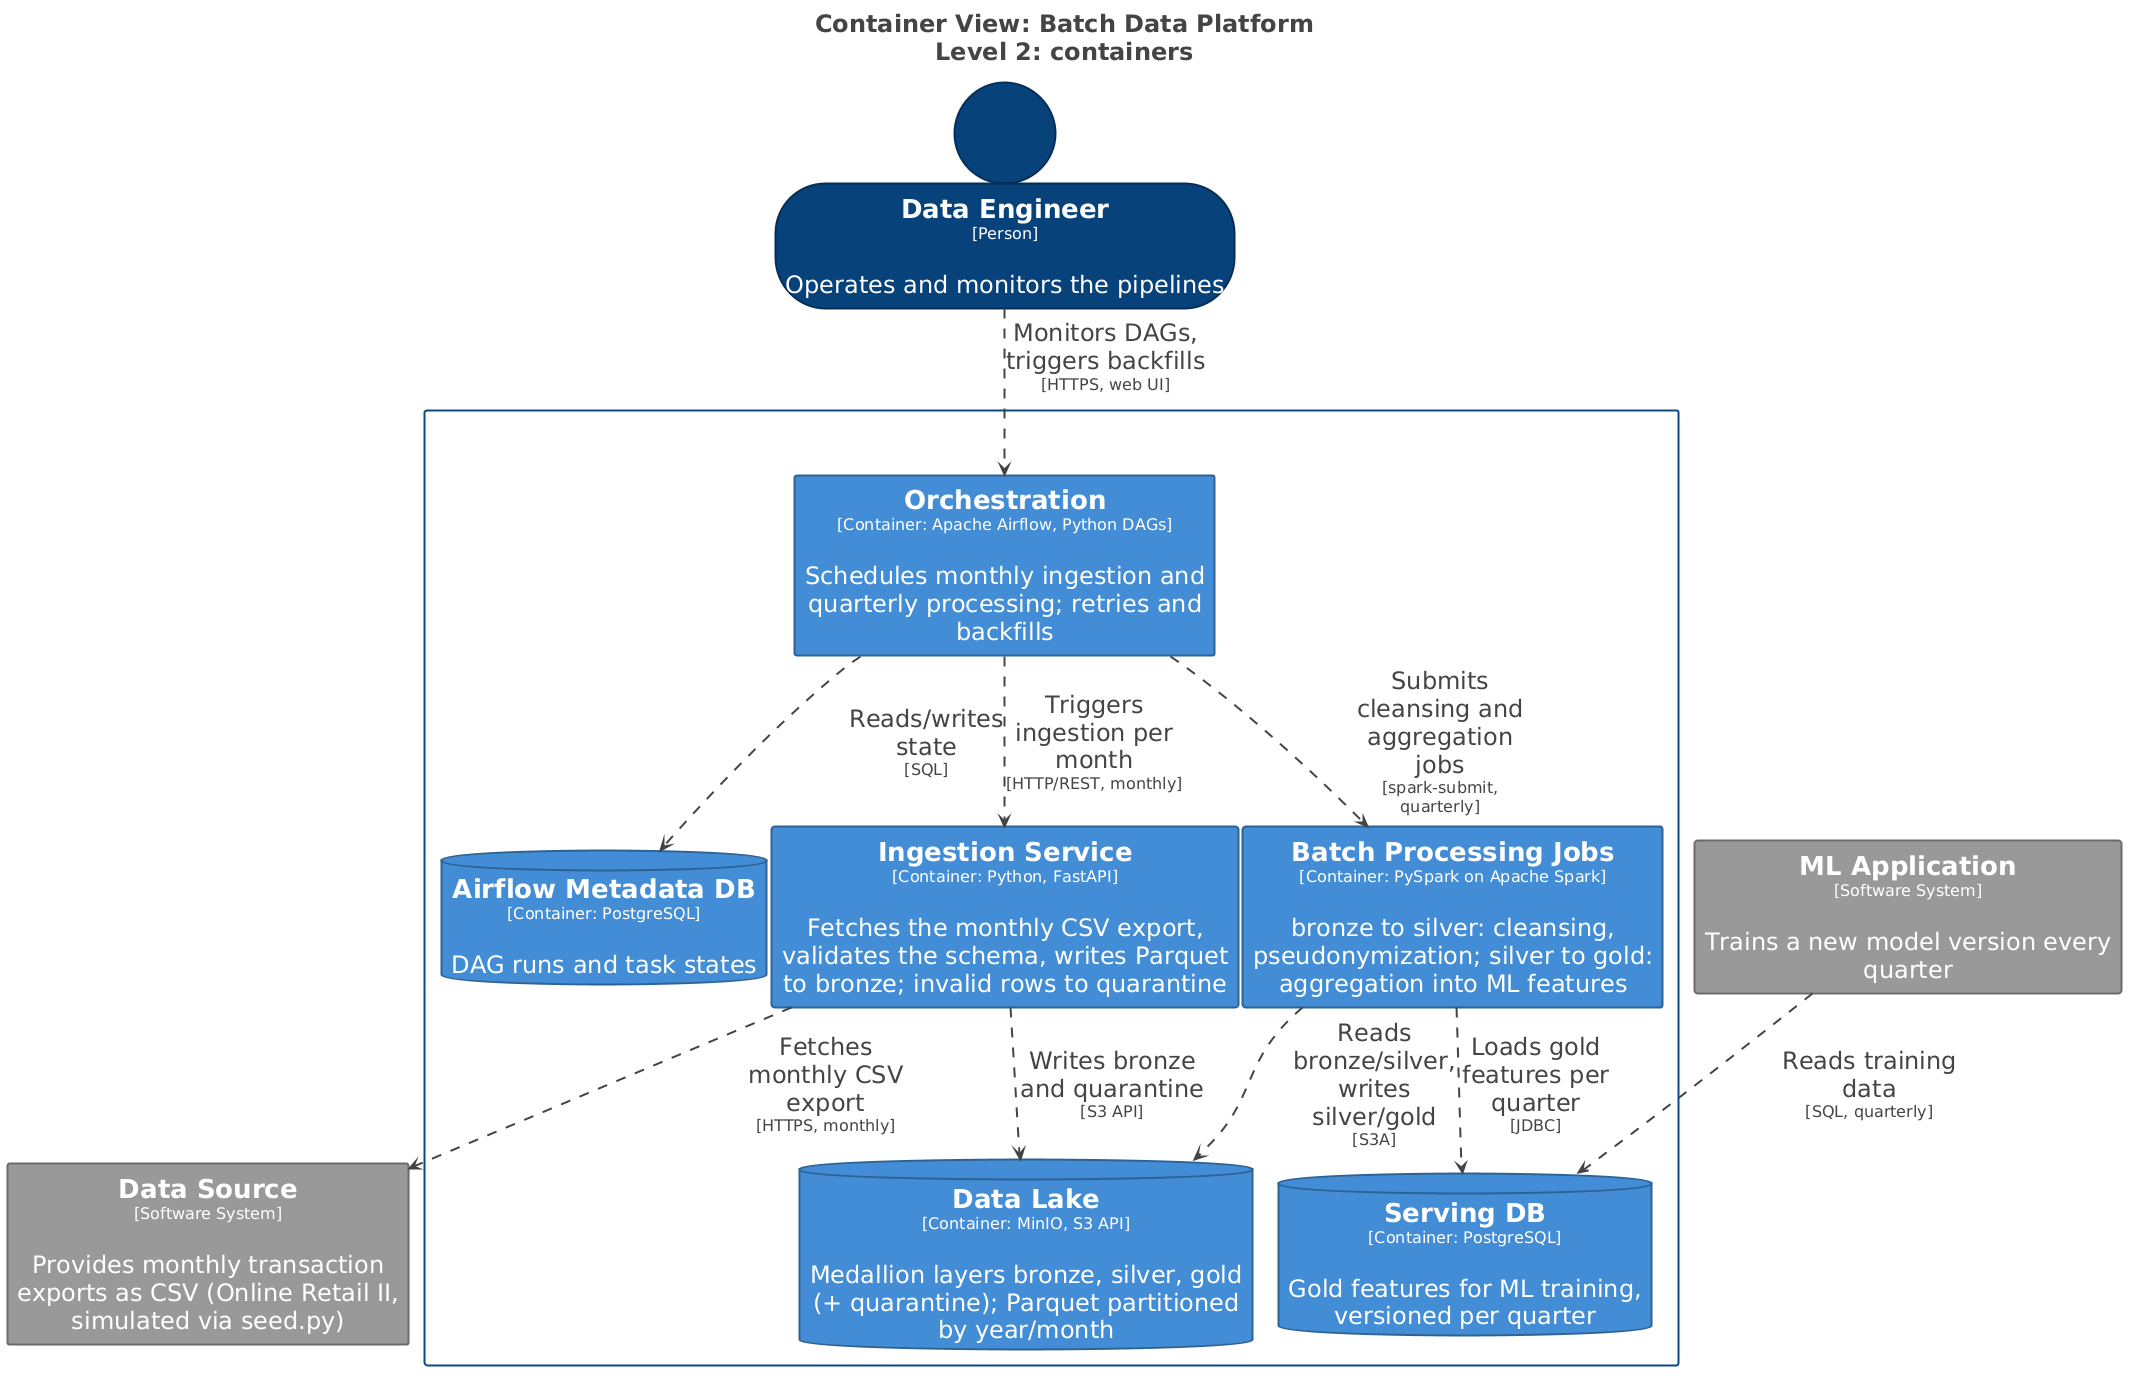 Container View: Batch Data Platform
Level 2: containers
Data Engineer
[Person]
Operates and monitors the pipelines
Monitors DAGs,
triggers backfills
[HTTPS, web UI]
Orchestration
[Container: Apache Airflow, Python DAGs]
Schedules monthly ingestion and
quarterly processing; retries and
backfills
Reads/writes
state
[SQL]
Triggers
ingestion per
month
[HTTP/REST, monthly]
Submits
cleansing and
aggregation
jobs
[spark-submit,
quarterly]
Airflow Metadata DB
[Container: PostgreSQL]
DAG runs and task states
Ingestion Service
[Container: Python, FastAPI]
Fetches the monthly CSV export,
validates the schema, writes Parquet
to bronze; invalid rows to quarantine
Batch Processing Jobs
[Container: PySpark on Apache Spark]
bronze to silver: cleansing,
pseudonymization; silver to gold:
aggregation into ML features
ML Application
[Software System]
Trains a new model version every
quarter
Fetches
monthly CSV
export
[HTTPS, monthly]
Writes bronze
and quarantine
[S3 API]
Reads
bronze/silver,
writes
silver/gold
[S3A]
Loads gold
features per
quarter
[JDBC]
Reads training
data
[SQL, quarterly]
Data Source
[Software System]
Provides monthly transaction
exports as CSV (Online Retail II,
simulated via seed.py)
Data Lake
[Container: MinIO, S3 API]
Medallion layers bronze, silver, gold
(+ quarantine); Parquet partitioned
by year/month
Serving DB
[Container: PostgreSQL]
Gold features for ML training,
versioned per quarter